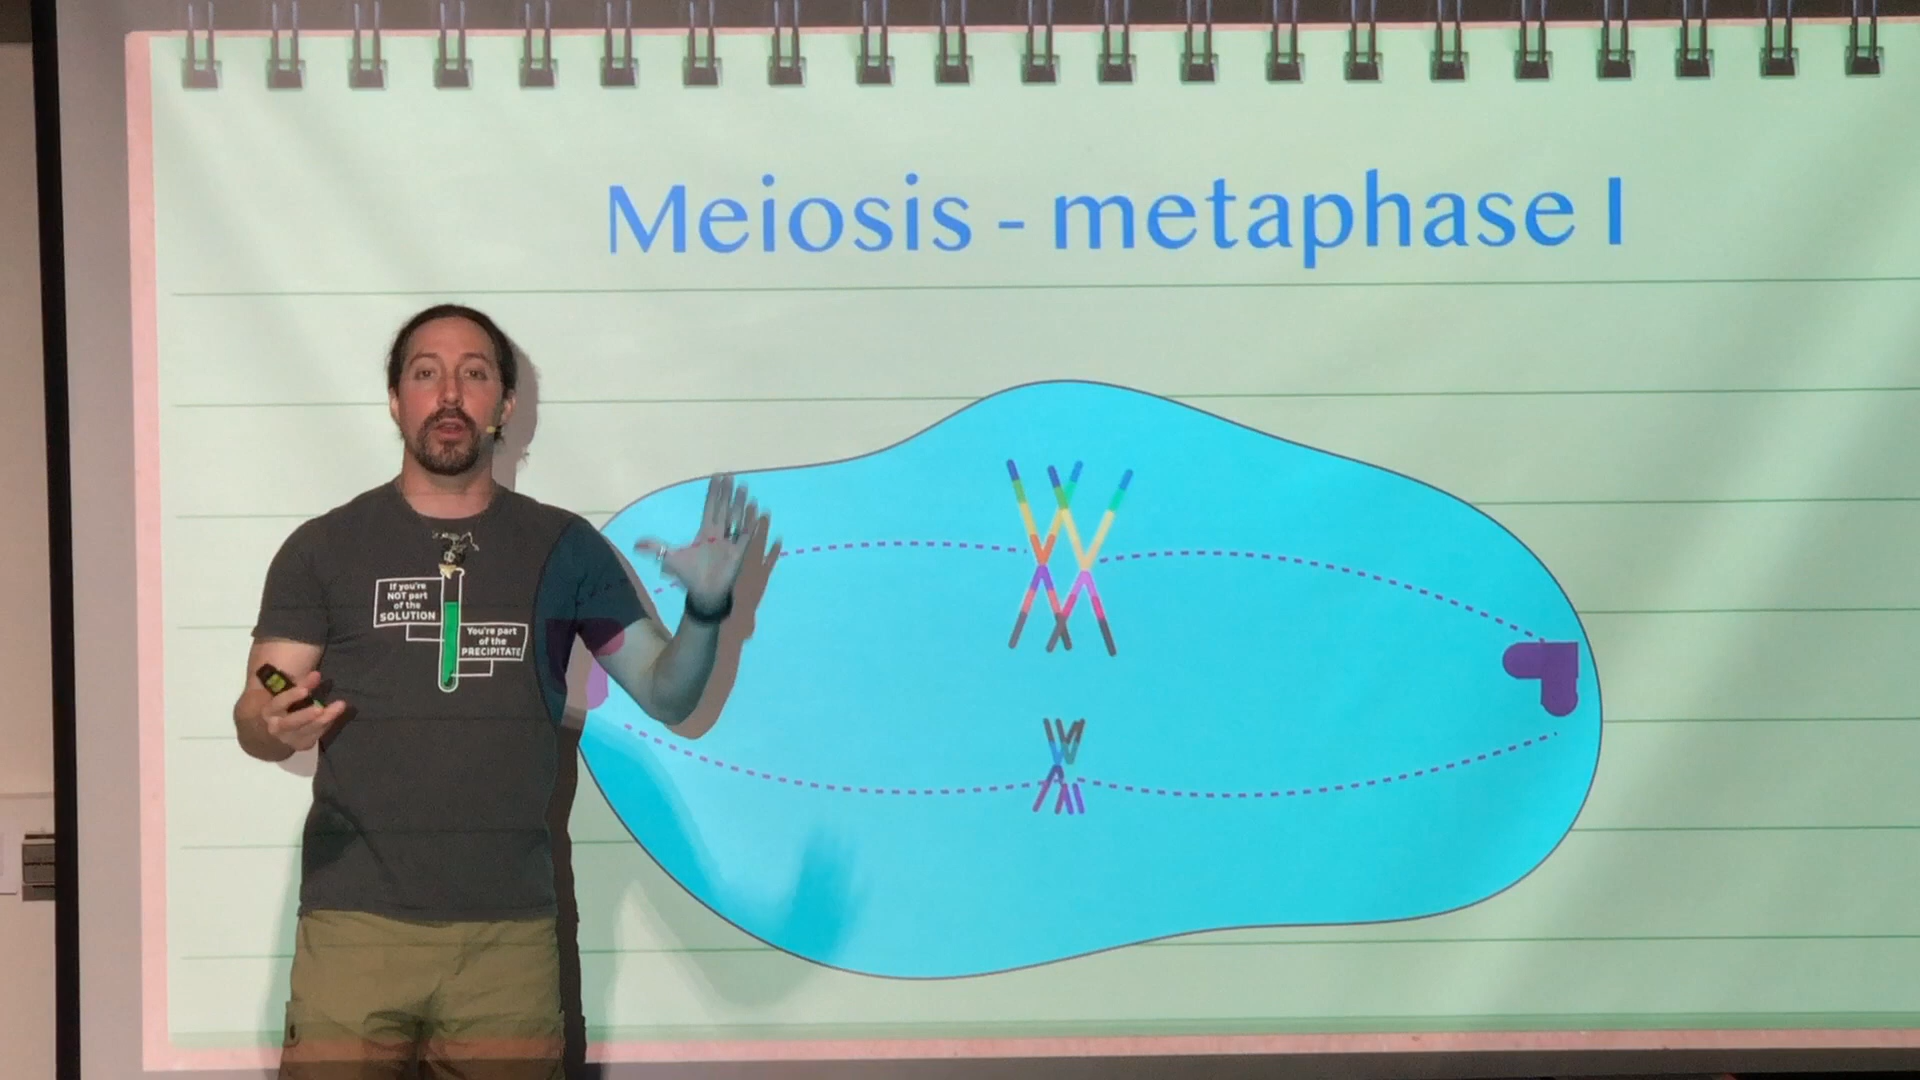 Meiosis - metaphase I
If you're
NOT part
of the
SOLUTION
You're part
of the
PRECIPITATE